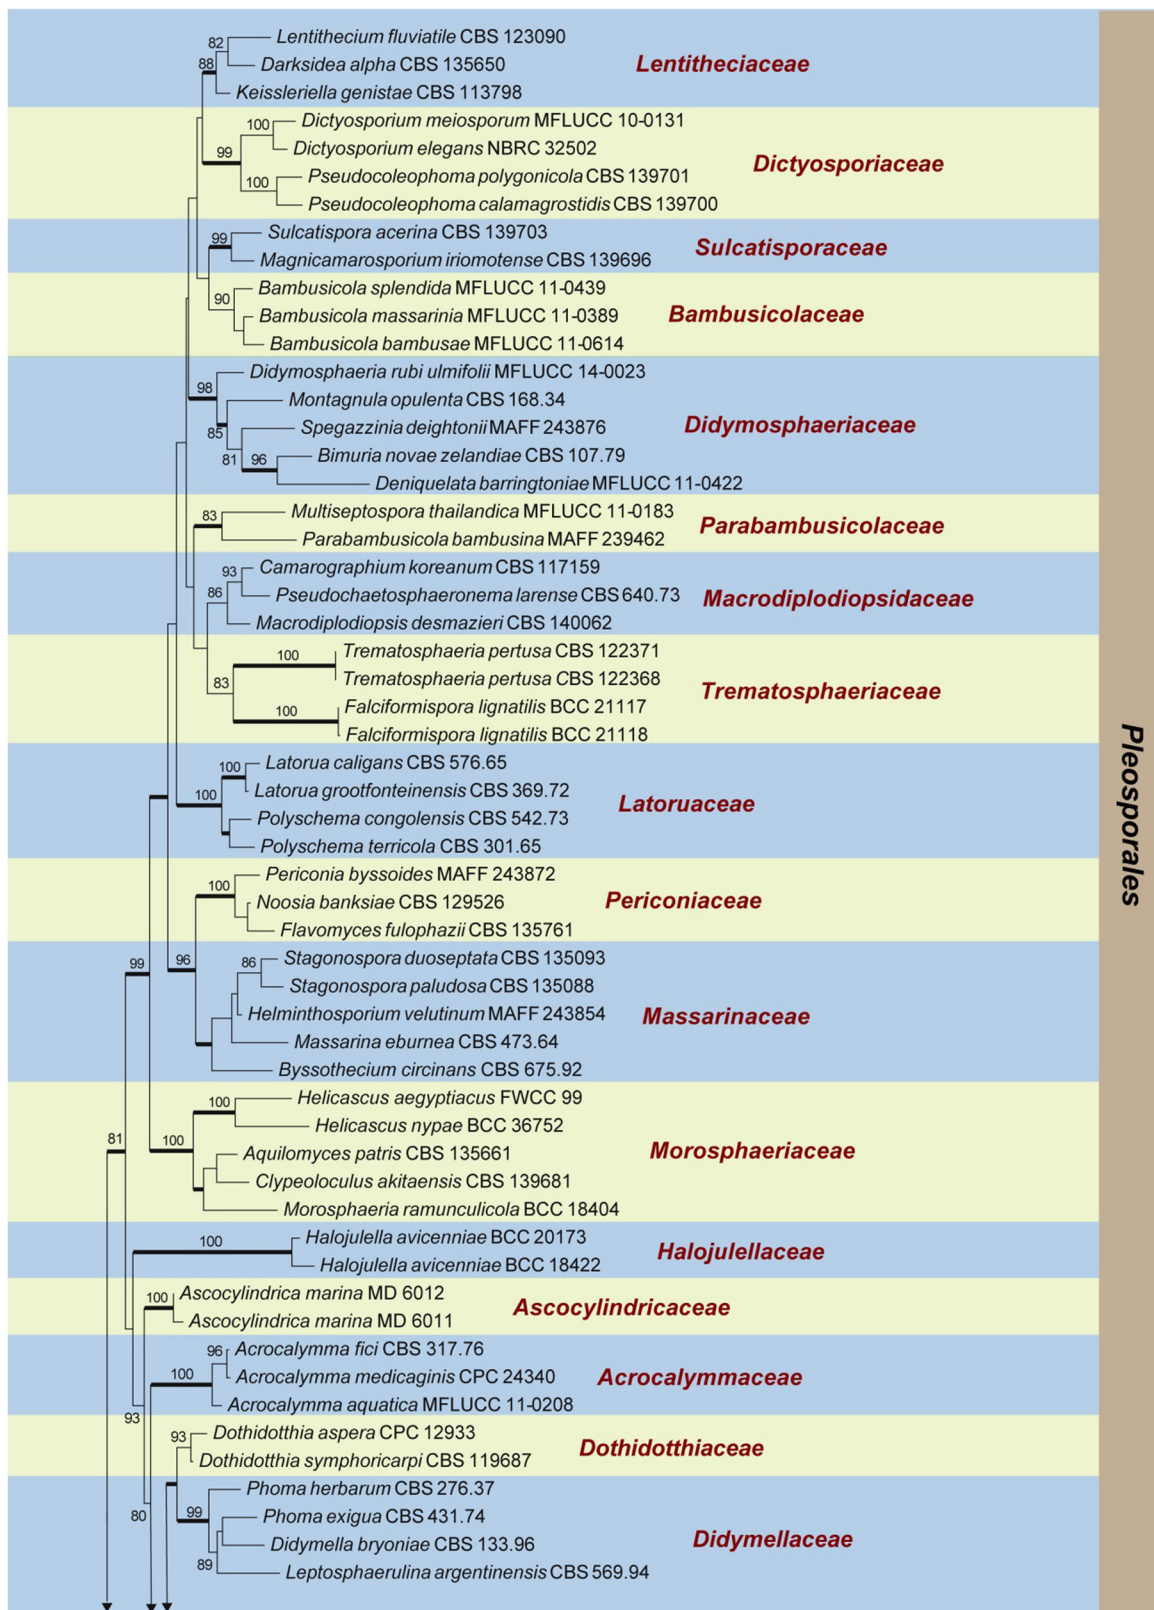 Lentithecium fluviatile CBS 123090
82
Darksidea alpha CBS 135650
Lentitheciaceae
88
Keissleriella genistae CBS 113798
Dictyosporium meiosporum MFLUCC 10-0131
100
Dictyosporium elegans NBRC 32502
99
Dictyosporiaceae
Pseudocoleophoma polygonicola CBS 139701
100
Pseudocoleophoma calamagrostidis CBS 139700
Sulcatispora acerina CBS 139703
99
Sulcatisporaceae
Magnicamarosporium iriomotense CBS 139696
Bambusicola splendida MFLUCC 11-0439
90
Bambusicola massarinia MFLUCC 11-0389
Bambusicolaceae
Bambusicola bambusae MFLUCC 11-0614
Didymosphaeria rubi ulmifolii MFLUCC 14-0023
98
Montagnula opulenta CBS 168.34
85
Spegazzinia deightonii MAFF 243876
Didymosphaeriaceae
81
96
Bimuria novae zelandiae CBS 107.79
Deniquelata barringtoniae MFLUCC 11-0422
Multiseptospora thailandica MFLUCC 11-0183
83
Parabambusicolaceae
Parabambusicola bambusina MAFF 239462
Camarographium koreanum CBS 117159
93
86
Pseudochaetosphaeronema larense CBS 640.73
Macrodiplodiopsidaceae
Macrodiplodiopsis desmazieri CBS 140062
Trematosphaeria pertusa CBS 122371
100
Trematosphaeria pertusa CBS 122368
83
Trematosphaeriaceae
Falciformispora lignatilis BCC 21117
100
Falciformispora lignatilis BCC 21118
Latorua caligans CBS 576.65
100
Latorua grootfonteinensis CBS 369.72
100
Latoruaceae
Polyschema congolensis CBS 542.73
Polyschema terricola CBS 301.65
Pleosporales
Periconia byssoides MAFF 243872
100
Noosia banksiae CBS 129526
Periconiaceae
Flavomyces fulophazii CBS 135761
99
96
86
Stagonospora duoseptata CBS 135093
Stagonospora paludosa CBS 135088
Helminthosporium velutinum MAFF 243854
Massarinaceae
Massarina eburnea CBS 473.64
Byssothecium circinans CBS 675.92
Helicascus aegyptiacus FWCC 99
100
Helicascus nypae BCC 36752
81
100
Aquilomyces patris CBS 135661
Morosphaeriaceae
Clypeoloculus akitaensis CBS 139681
Morosphaeria ramunculicola BCC 18404
Halojulella avicenniae BCC 20173
100
Halojulellaceae
Halojulella avicenniae BCC 18422
Ascocylindrica marina MD 6012
100
Ascocylindricaceae
Ascocylindrica marina MD 6011
Acrocalymma fici CBS 317.76
96
100
Acrocalymma medicaginis CPC 24340
Acrocalymmaceae
Acrocalymma aquatica MFLUCC 11-0208
93
Dothidotthia aspera CPC 12933
93
Dothidotthiaceae
Dothidotthia symphoricarpi CBS 119687
Phoma herbarum CBS 276.37
80
99
Phoma exigua CBS 431.74
Didymellaceae
Didymella bryoniae CBS 133.96
89
Leptosphaerulina argentinensis CBS 569.94